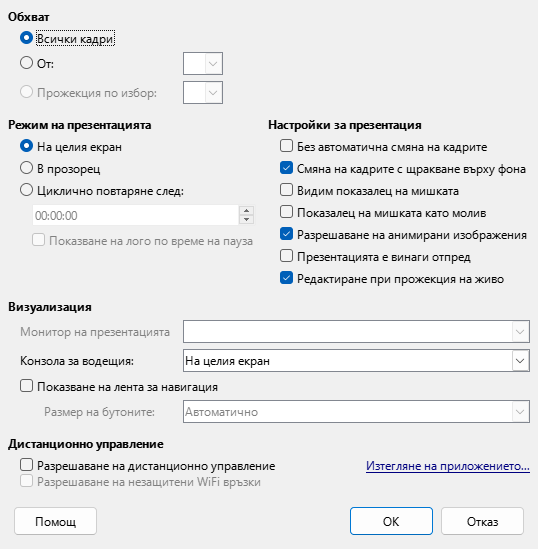 Обхват
Всички кадри
От:
Прожекция по избор:
Режим на презентацията
На целия екран
В прозорец
Циклично повтаряне след:
00:00:00
Показване на лого по време на пауза
Настройки за презентация
Без автоматична смяна на кадрите
Смяна на кадрите с щракване върху фона
Видим показалец на мишката
Показалец на мишката като молив
Разрешаване на анимирани изображения
Презентацията е винаги отпред
Редактиране при прожекция на живо
Визуализация
Монитор на презентацията
Конзола за водещия: На целия екран
Показване на лента за навигация
Размер на бутоните: Автоматично
Дистанционно управление
Разрешаване на дистанционно управление Изтегляне на приложението...
Разрешаване на незащитени WiFi връзки
Помощ OK Отказ